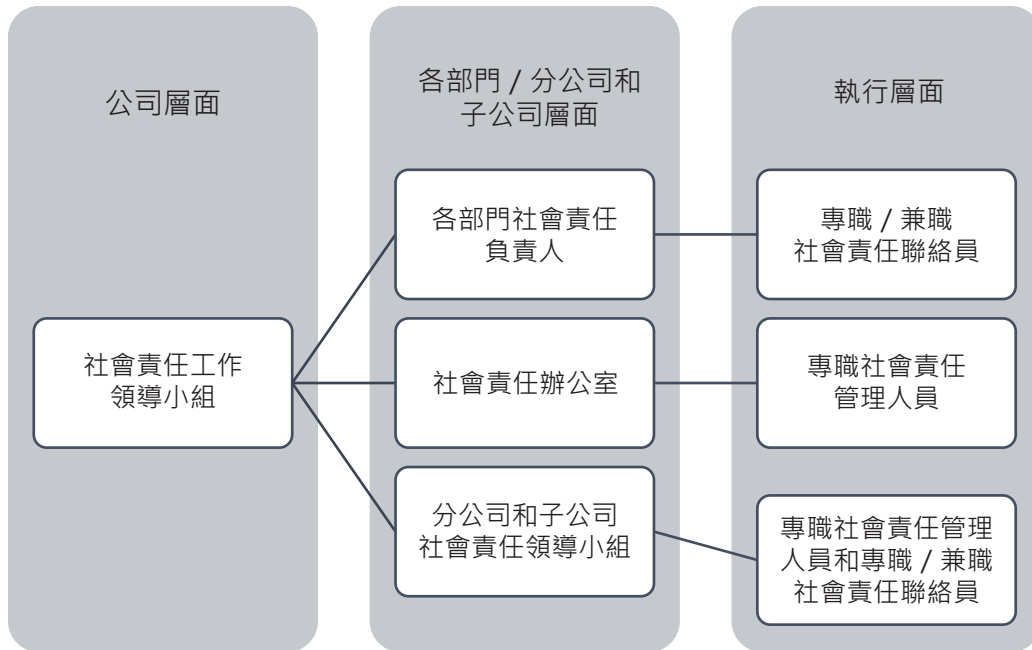 公司層面
社會責任工作
領導小組
各部門 / 分公司和
子公司層面
各部門社會責任
負責人
社會責任辦公室
分公司和子公司
社會責任領導小組
執行層面
專職 / 兼職
社會責任聯絡員
專職社會責任
管理人員
專職社會責任管理
人員和專職 / 兼職
社會責任聯絡員